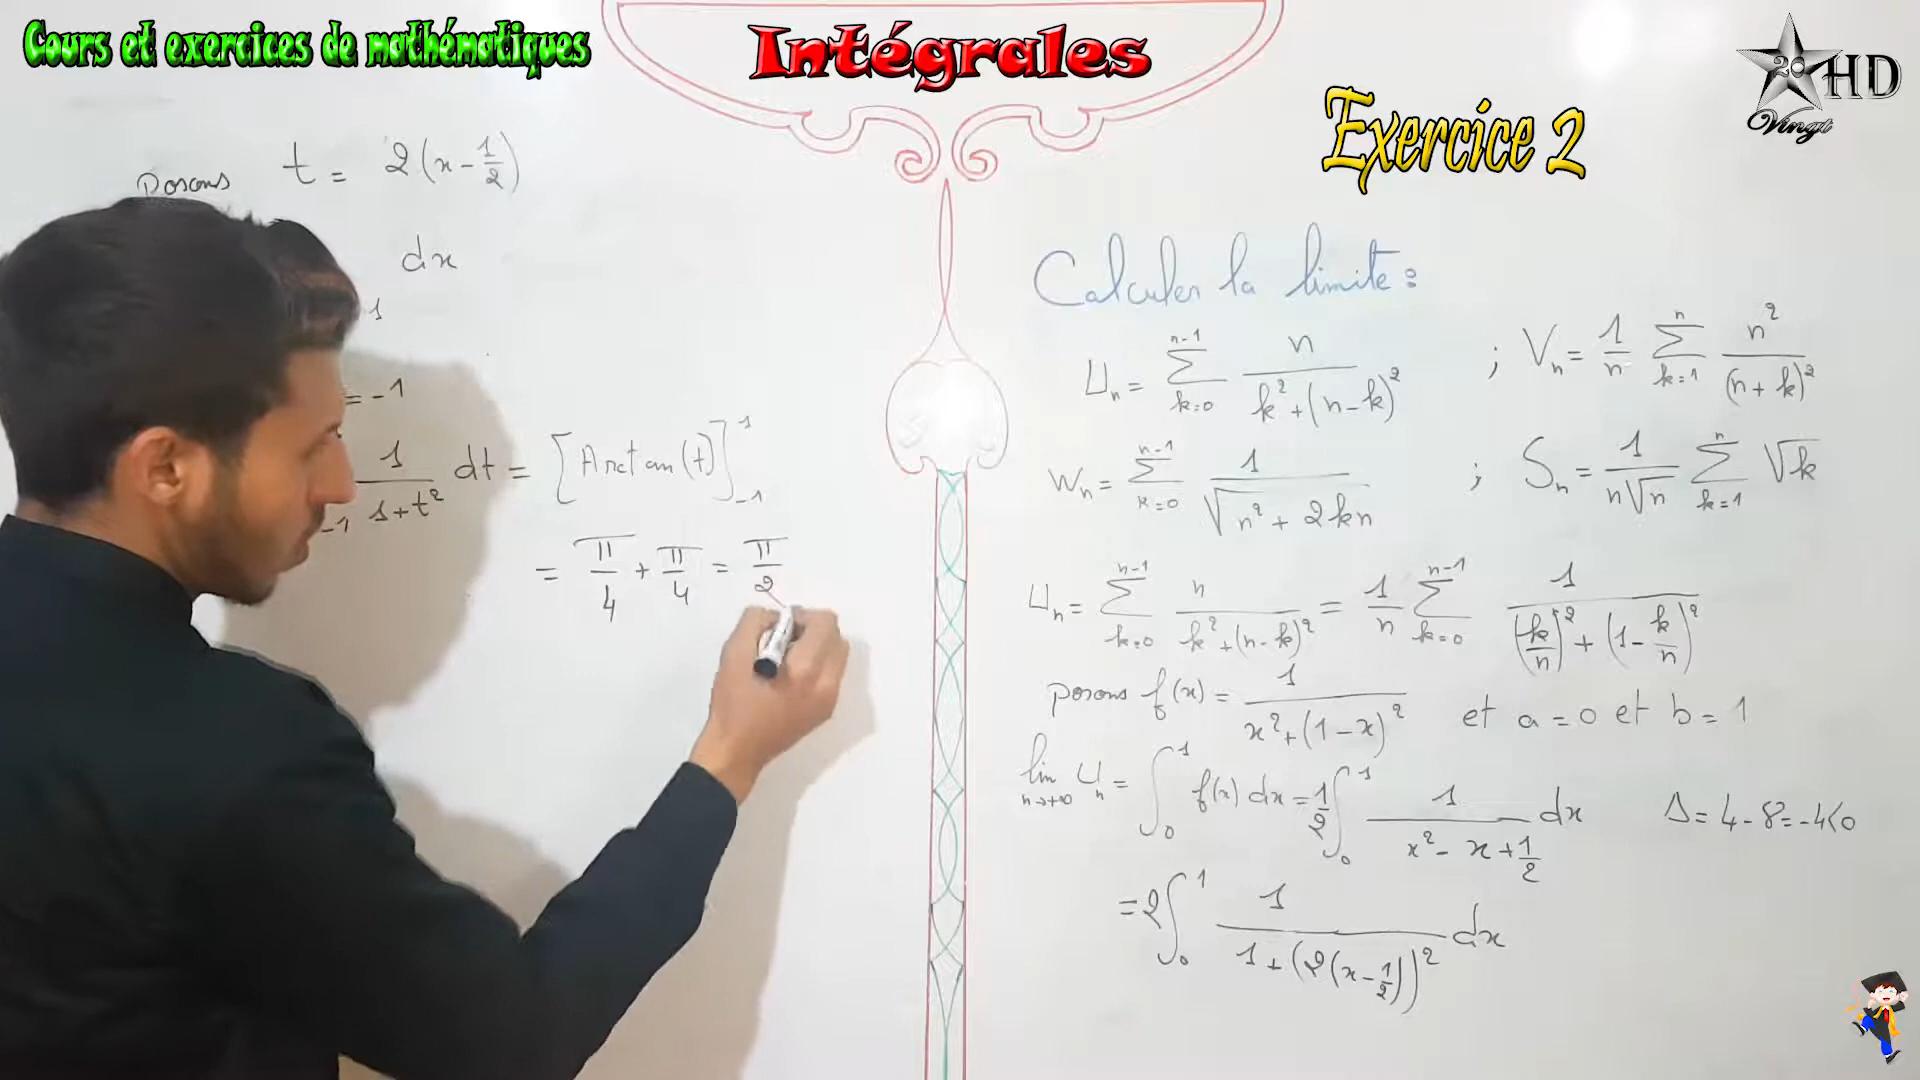 Cours et exercices de mathématiques
Intégrales
Exercice 2
20 HD
Vingt
posons t = 2(x - 1/2)
dx
1
= -1
-1 1/(1+t²) dt = [Arctan(t)]_{-1}^{1}
= π/4 + π/4 = π/2
Calculer la limite :
U_n = Σ_{k=0}^{n-1} n/(k² + (n-k)²) ; V_n = 1/n Σ_{k=1}^{n} n²/(n+k)²
W_n = Σ_{k=0}^{n-1} 1/√(n² + 2kn) ; S_n = 1/(n√n) Σ_{k=1}^{n} √k
U_n = Σ_{k=0}^{n-1} n/(k² + (n-k)²) = 1/n Σ_{k=0}^{n-1} 1/((k/n)² + (1 - k/n)²)
posons f(x) = 1/(x² + (1-x)²) et a = 0 et b = 1
lim_{n→+∞} U_n = ∫_0^1 f(x) dx = 1/2 ∫_0^1 1/(x² - x + 1/2) dx Δ = 4 - 8 = -4 < 0
= 2 ∫_0^1 1/(1 + (2(x - 1/2))²) dx